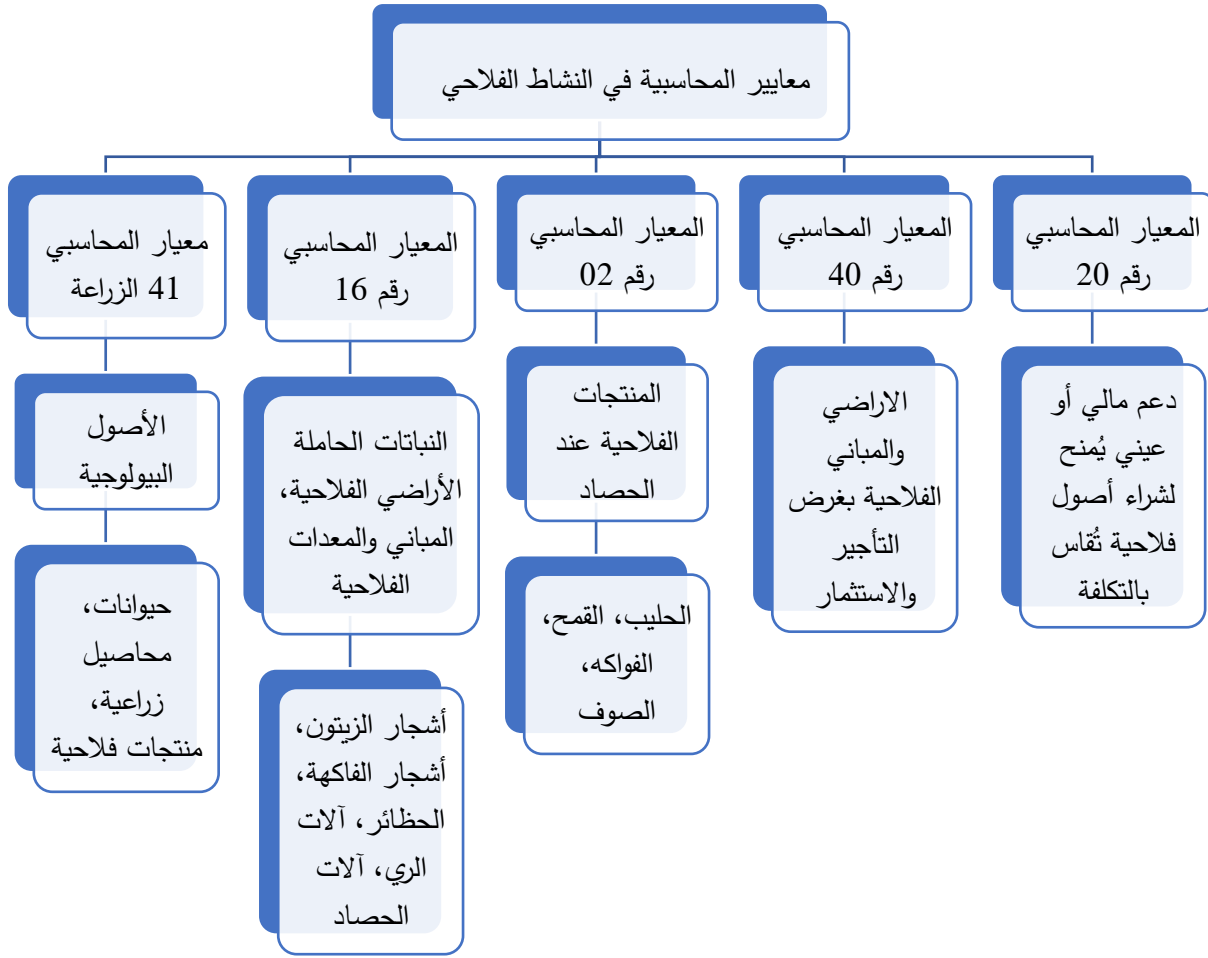 معايير المحاسبية في النشاط الفلاحي
المعيار المحاسبي
رقم 20
المعيار المحاسبي
رقم 40
المعيار المحاسبي
رقم 02
المعيار المحاسبي
رقم 16
معيار المحاسبي
41 الزراعة
دعم مالي أو
عيني يُمنح
لشراء أصول
فلاحية تُقاس
بالتكلفة
الاراضي
والمباني
الفلاحية بغرض
التأجير
والاستثمار
المنتجات
الفلاحية عند
الحصاد
النباتات الحاملة
الأراضي الفلاحية،
المباني والمعدات
الفلاحية
الأصول
البيولوجية
الحليب، القمح،
الفواكه،
الصوف
أشجار الزيتون،
أشجار الفاكهة،
الحظائر، آلات
الري، آلات
الحصاد
حيوانات،
محاصيل
زراعية،
منتجات فلاحية